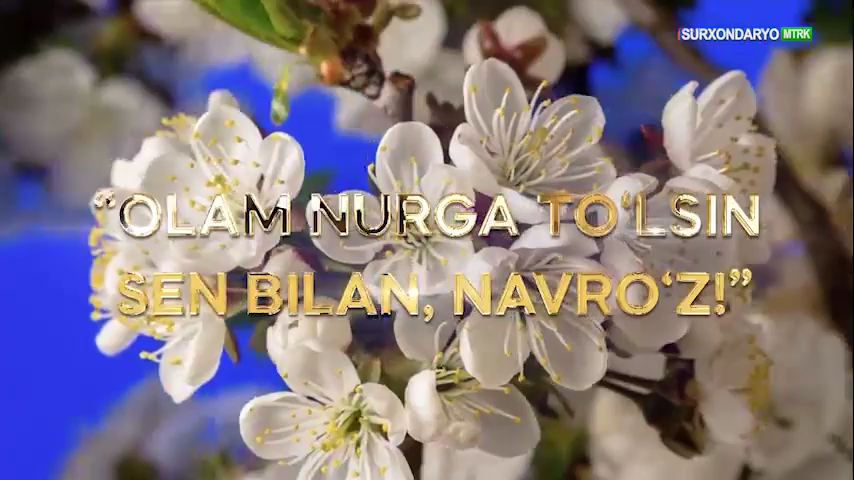 SURXONDARYO MTRK
“OLAM NURGA TO‘LSIN
SEN BILAN, NAVRO‘Z!”